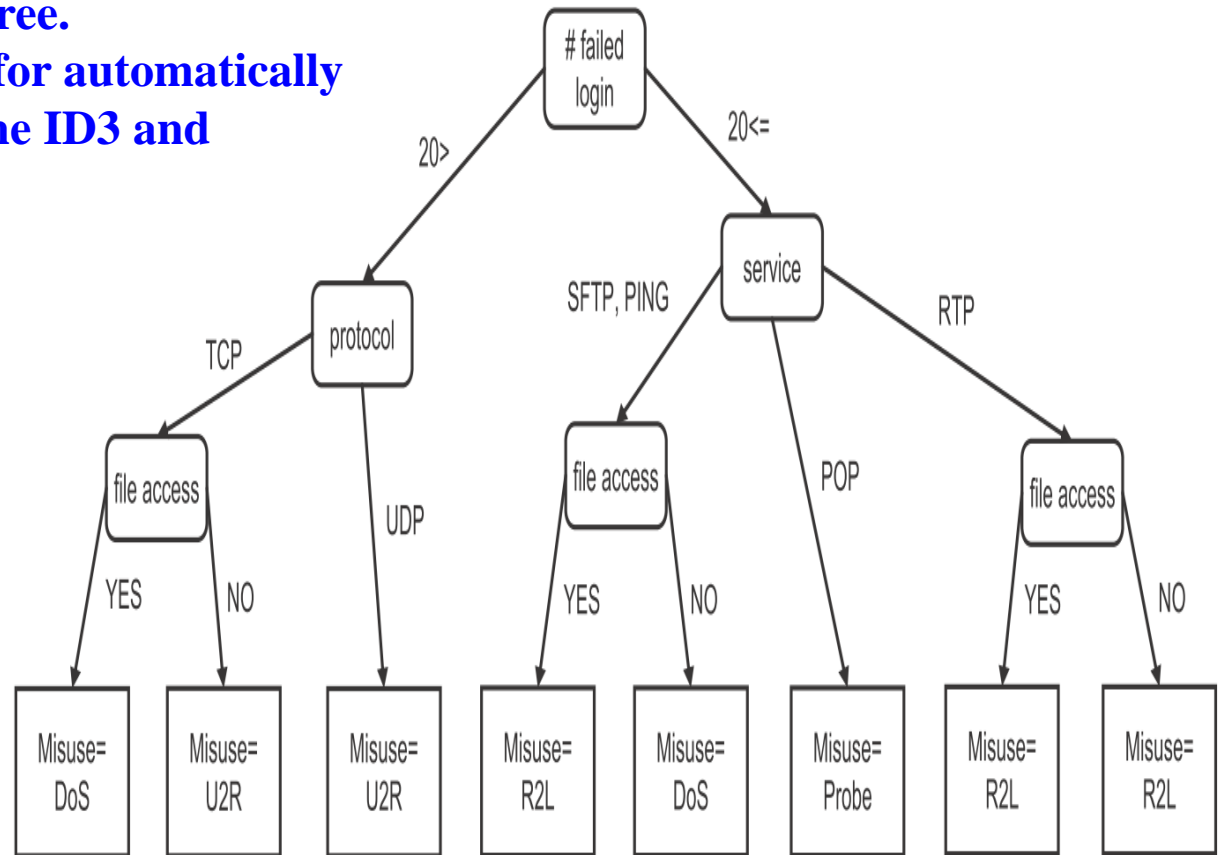 ree.
for automatically
ne ID3 and
# failed
login
20>
20<=
protocol
service
TCP
UDP
SFTP, PING
POP
RTP
file access
file access
file access
YES
NO
YES
NO
YES
NO
Misuse=
DoS
Misuse=
U2R
Misuse=
U2R
Misuse=
R2L
Misuse=
DoS
Misuse=
Probe
Misuse=
R2L
Misuse=
R2L